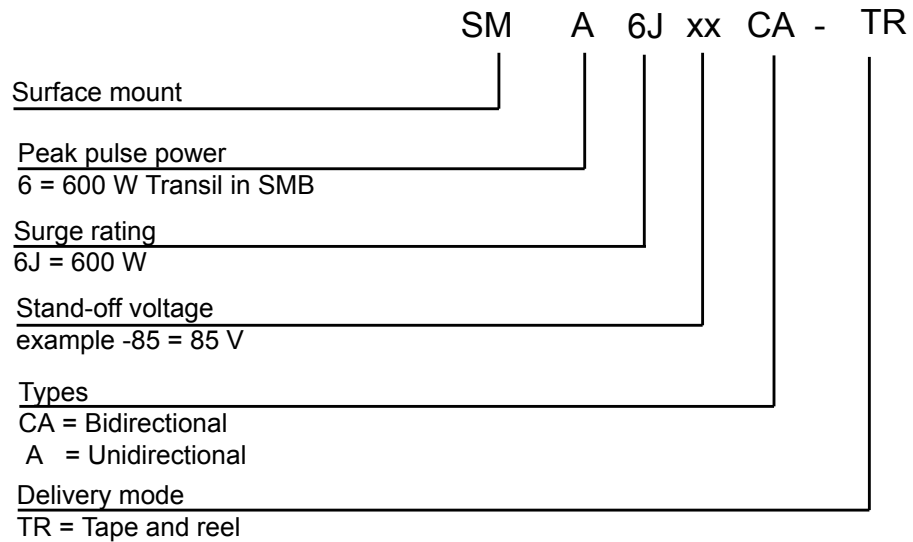 SM A 6J xx CA - TR
Surface mount
Peak pulse power
6 = 600 W Transil in SMB
Surge rating
6J = 600 W
Stand-off voltage
example -85 = 85 V
Types
CA = Bidirectional
A = Unidirectional
Delivery mode
TR = Tape and reel